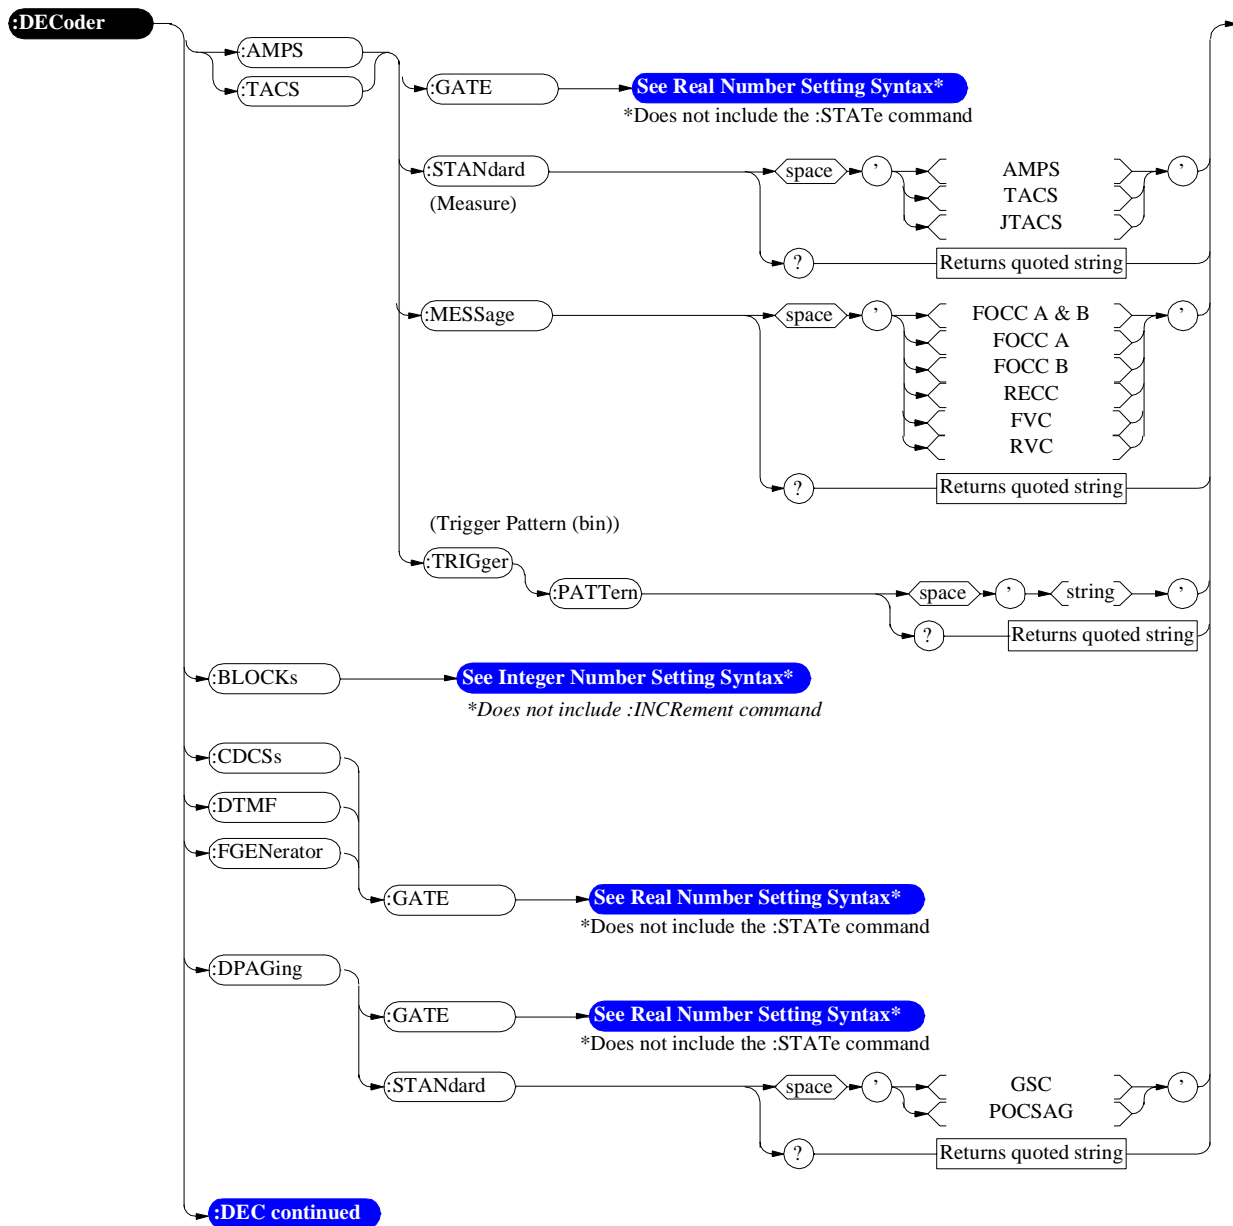 :DECoder
:AMPS
:TACS
:GATE
See Real Number Setting Syntax*
*Does not include the :STATe command
:STANdard
(Measure)
space
’
AMPS
TACS
JTACS
’
?
Returns quoted string
:MESSage
space
’
FOCC A & B
FOCC A
FOCC B
RECC
FVC
RVC
’
?
Returns quoted string
(Trigger Pattern (bin))
:TRIGger
:PATTern
space
’
string
’
?
Returns quoted string
:BLOCKs
See Integer Number Setting Syntax*
*Does not include :INCRement command
:CDCSs
:DTMF
:FGENerator
:GATE
See Real Number Setting Syntax*
*Does not include the :STATe command
:DPAGing
:GATE
See Real Number Setting Syntax*
*Does not include the :STATe command
:STANdard
space
’
GSC
POCSAG
’
?
Returns quoted string
:DEC continued